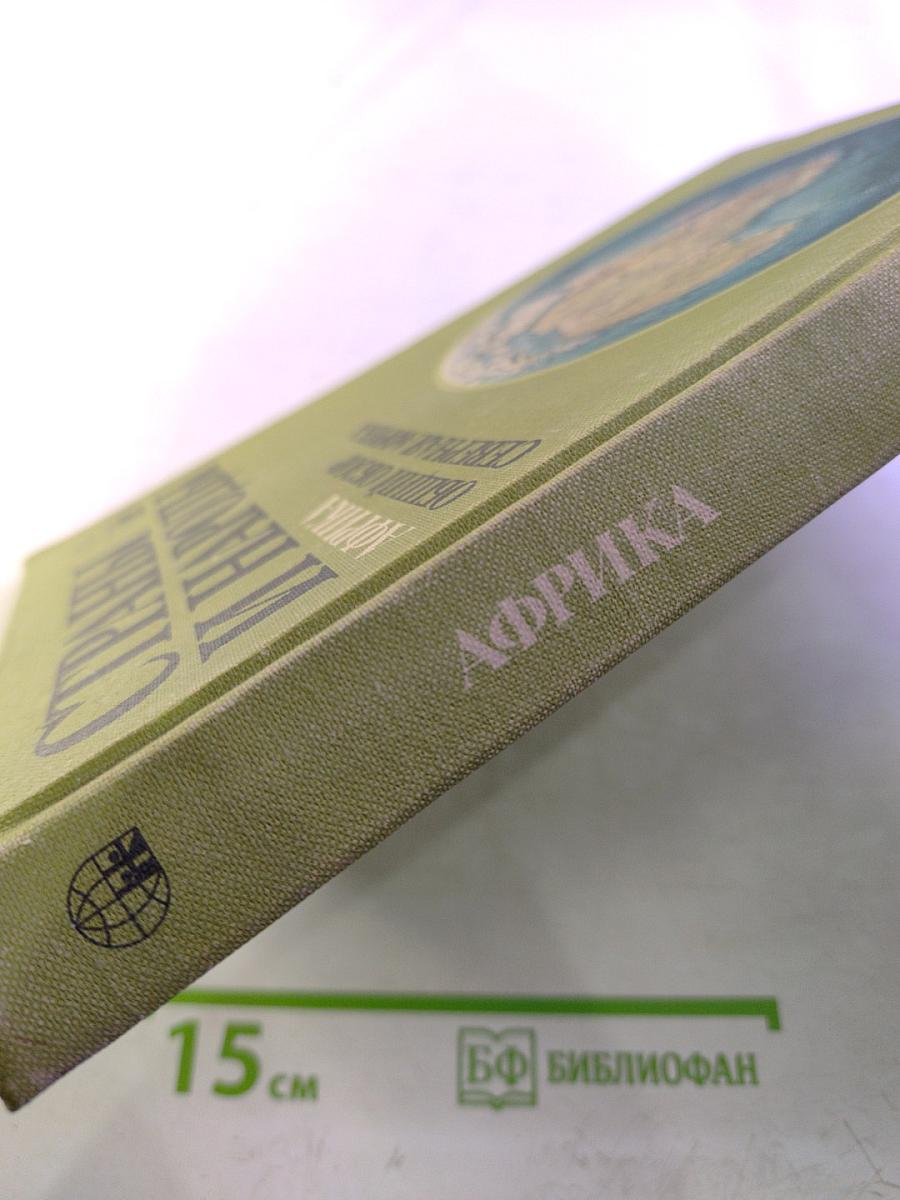 СТРАНЫ
И НАРОДЫ
АФРИКА
ОБЩИЙ ОБЗОР
СЕВЕРНАЯ АФРИКА
АФРИКА
15 см
БФ БИБЛИОФАН